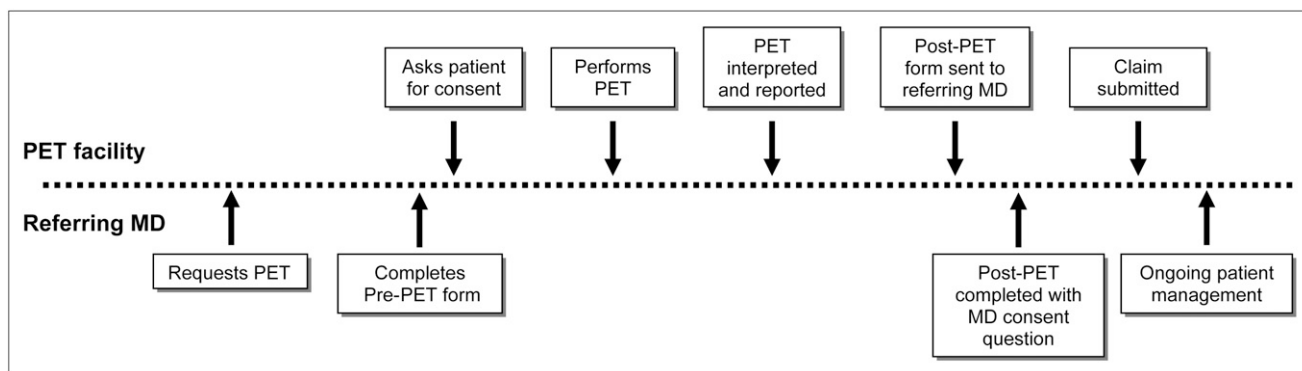 Asks patient
for consent
Performs
PET
PET
interpreted
and reported
Post-PET
form sent to
referring MD
Claim
submitted
PET facility
Referring MD
Requests PET
Completes
Pre-PET form
Post-PET
completed with
MD consent
question
Ongoing patient
management